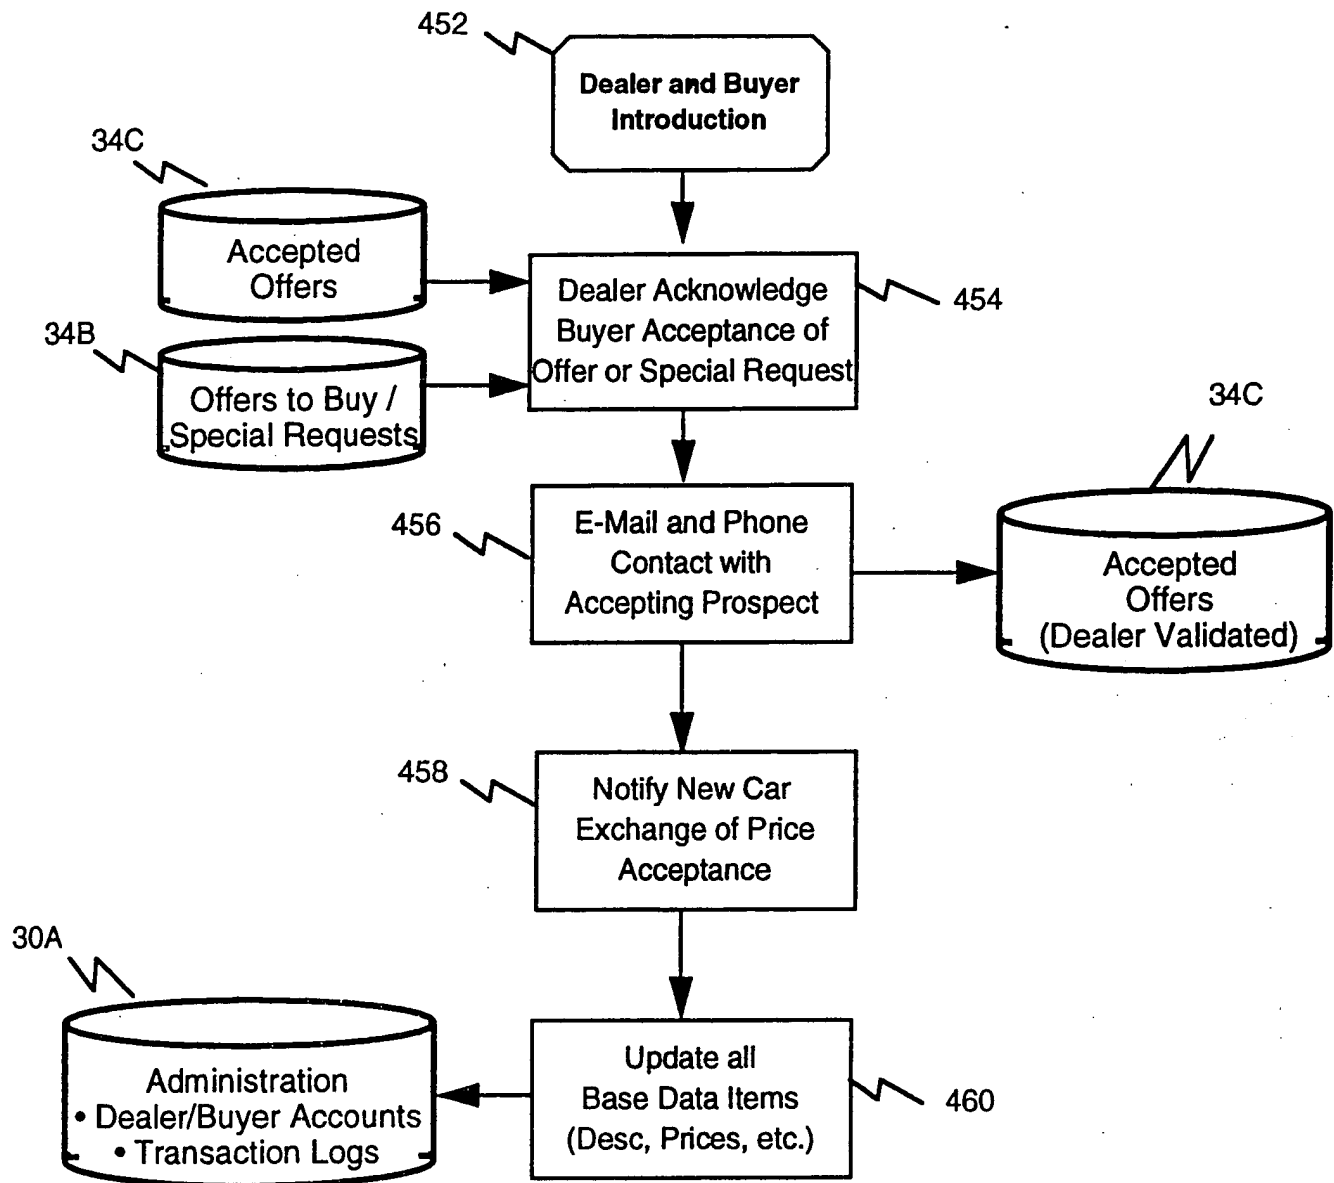 452
Dealer and Buyer
Introduction
34C
Accepted
Offers
Dealer Acknowledge
Buyer Acceptance of
Offer or Special Request
454
34B
Offers to Buy /
Special Requests
34C
456
E-Mail and Phone
Contact with
Accepting Prospect
Accepted
Offers
(Dealer Validated)
458
Notify New Car
Exchange of Price
Acceptance
30A
Administration
• Dealer/Buyer Accounts
• Transaction Logs
Update all
Base Data Items
(Desc, Prices, etc.)
460